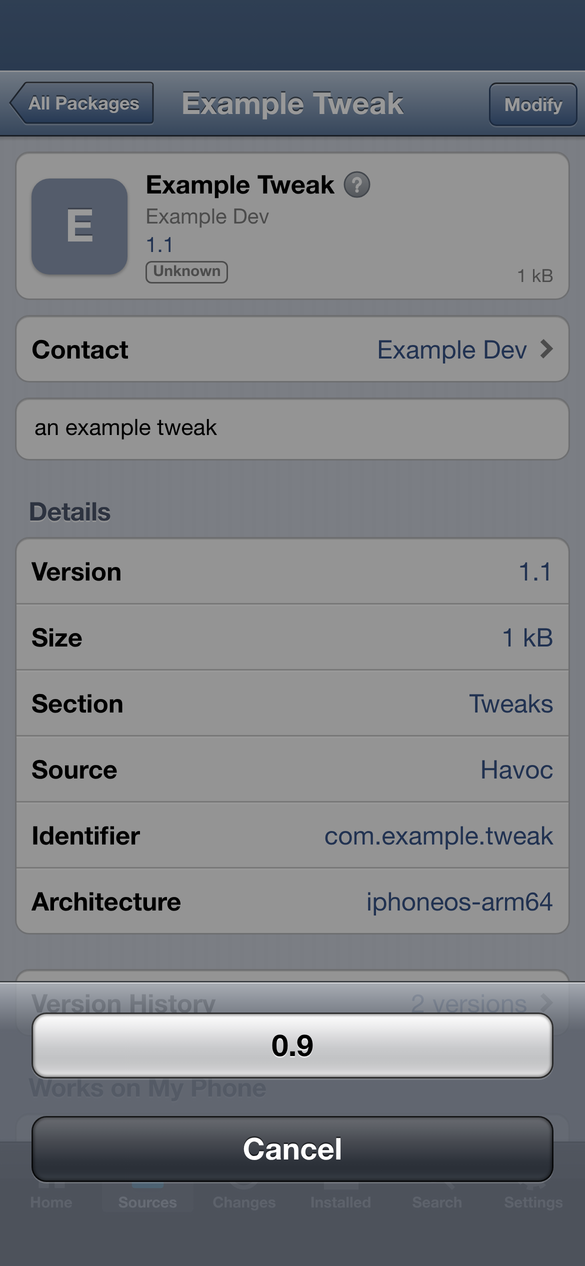 All Packages
Example Tweak
Modify
E
Example Tweak ?
Example Dev
1.1
Unknown
1 kB
Contact
Example Dev
an example tweak
Details
Version
1.1
Size
1 kB
Section
Tweaks
Source
Havoc
Identifier
com.example.tweak
Architecture
iphoneos-arm64
Version History
2 versions
0.9
Works on My Phone
Cancel
Home
Sources
Changes
Installed
Search
Settings